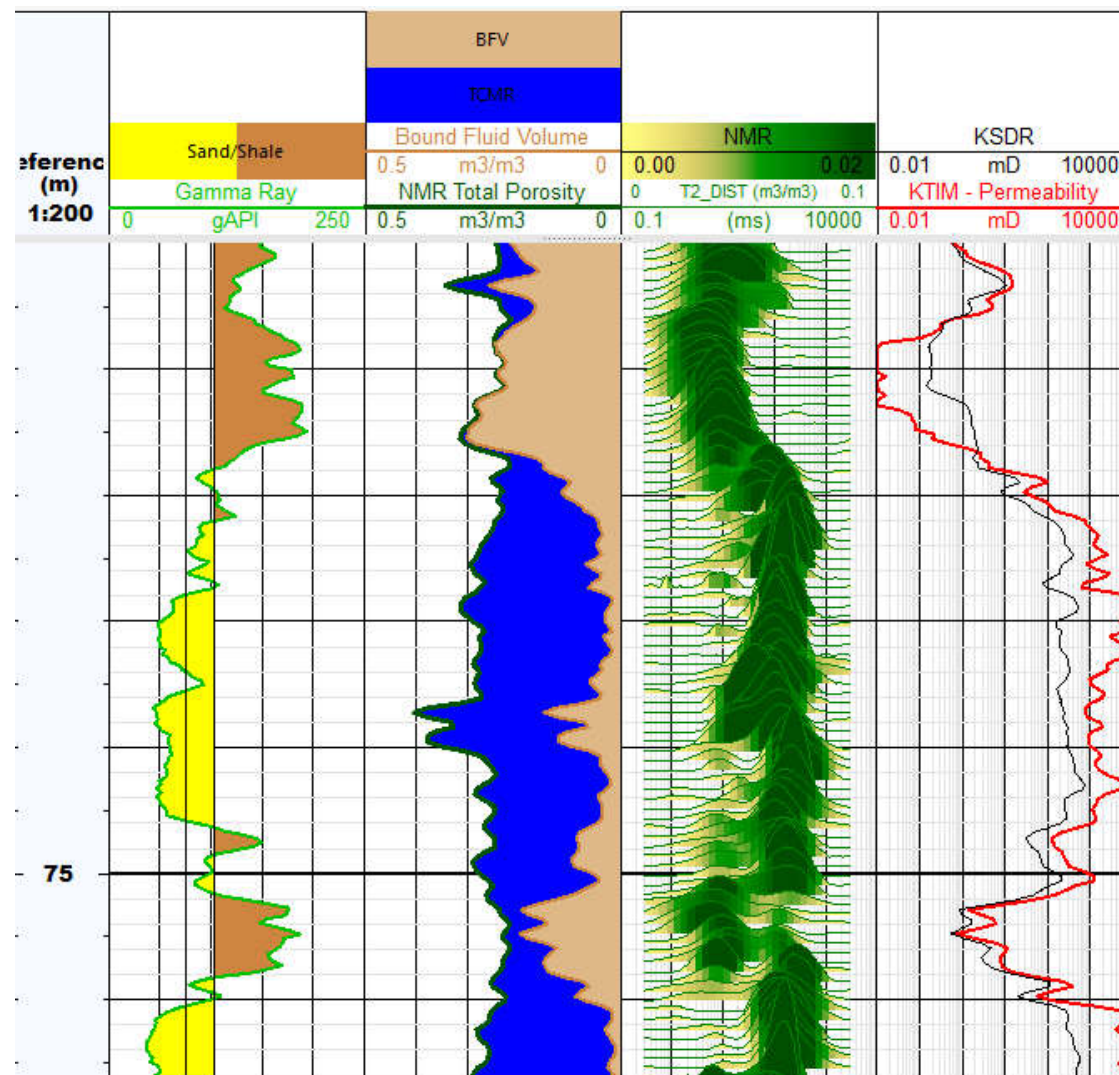 BFV
TCMR
Sand/Shale
Bound Fluid Volume
NMR
KSDR
eferenc
(m)
1:200
0.5 m3/m3 0
0.00 0.02
0.01 mD 10000
Gamma Ray
NMR Total Porosity
0 T2_DIST (m3/m3) 0.1
KTIM - Permeability
0 gAPI 250
0.5 m3/m3 0
0.1 (ms) 10000
0.01 mD 10000
75